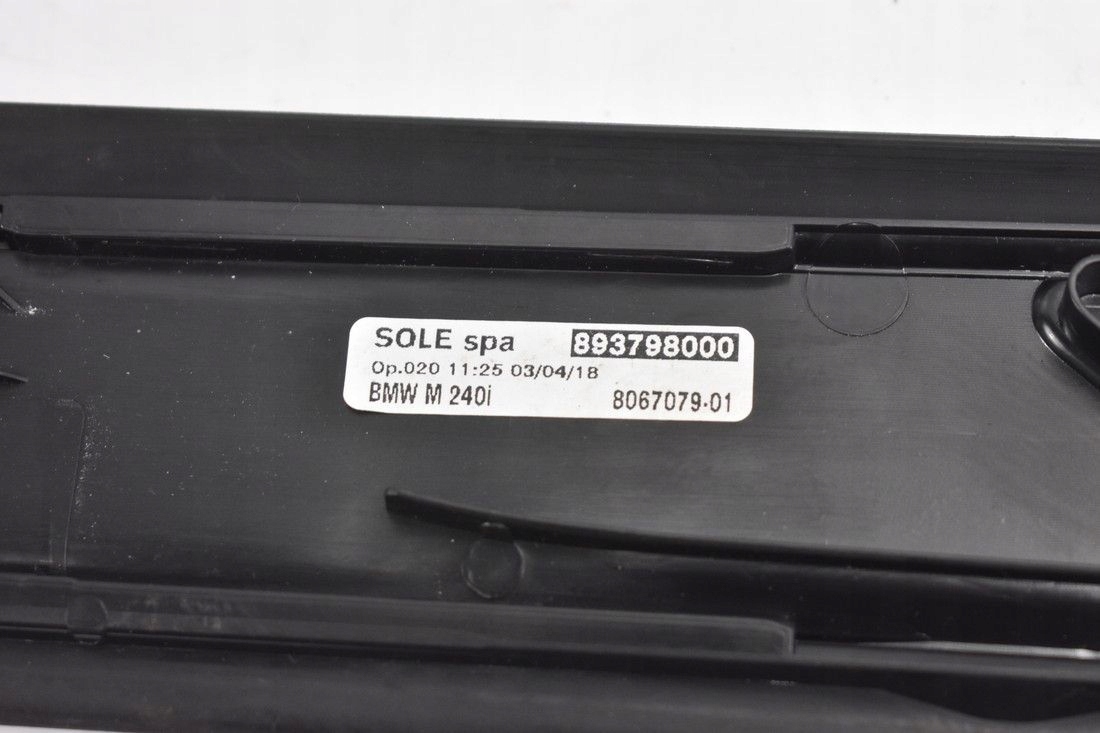 SOLE spa 893798000
Op.020 11:25 03/04/18
BMW M 240i 8067079-01